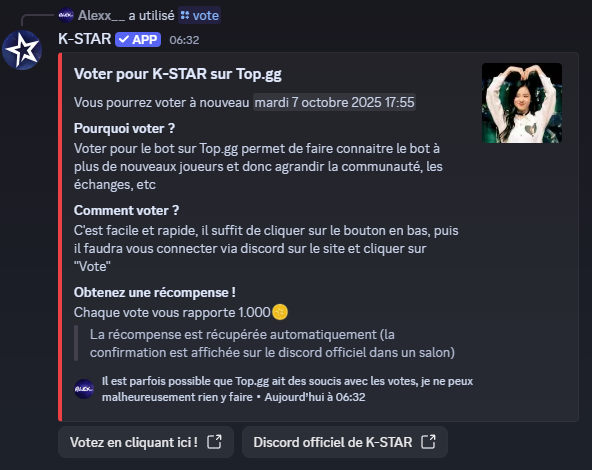 Alexx__ a utilisé vote
K-STAR APP 06:32
Voter pour K-STAR sur Top.gg
Vous pourrez voter à nouveau mardi 7 octobre 2025 17:55
Pourquoi voter ?
Voter pour le bot sur Top.gg permet de faire connaitre le bot à
plus de nouveaux joueurs et donc agrandir la communauté, les
échanges, etc
Comment voter ?
C'est facile et rapide, il suffit de cliquer sur le bouton en bas, puis
il faudra vous connecter via discord sur le site et cliquer sur
"Vote"
Obtenez une récompense !
Chaque vote vous rapporte 1.000
La récompense est récupérée automatiquement (la
confirmation est affichée sur le discord officiel dans un salon)
Il est parfois possible que Top.gg ait des soucis avec les votes, je ne peux
malheureusement rien y faire • Aujourd'hui à 06:32
Votez en cliquant ici !
Discord officiel de K-STAR